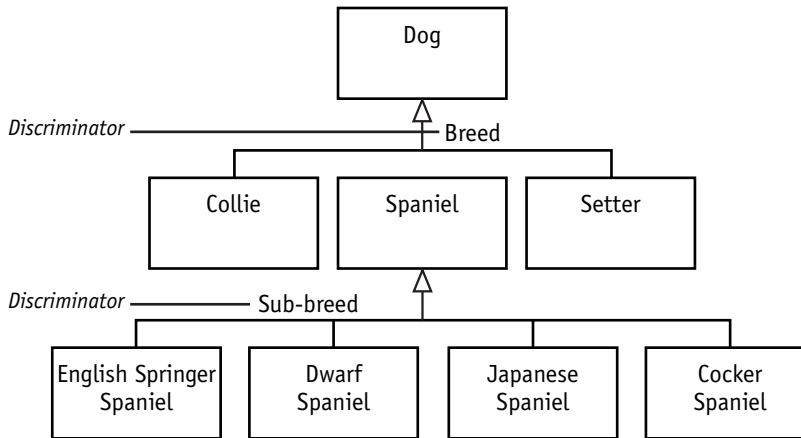 Dog
Discriminator
Breed
Collie
Spaniel
Setter
Discriminator
Sub-breed
English Springer
Spaniel
Dwarf
Spaniel
Japanese
Spaniel
Cocker
Spaniel